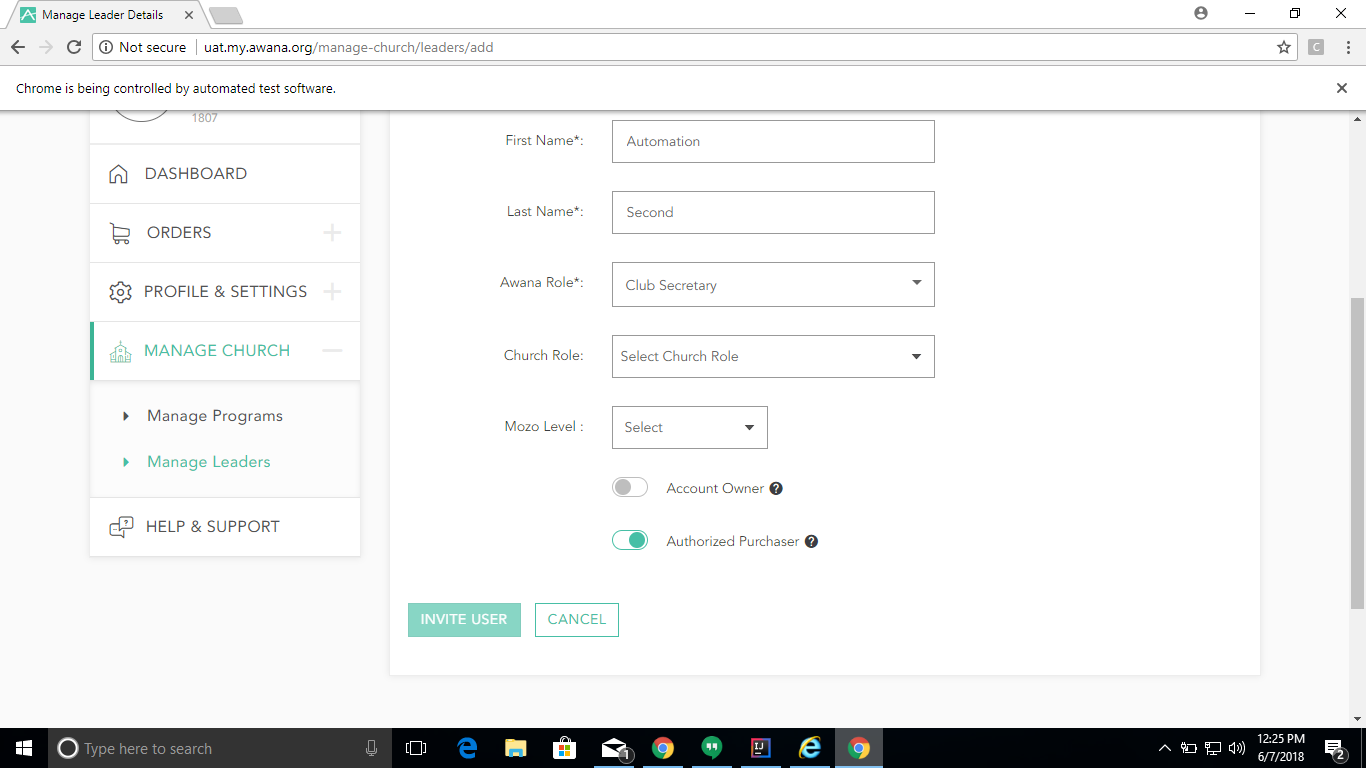 Manage Leader Details
Not secure
uat.my.awana.org/manage-church/leaders/add
C
Chrome is being controlled by automated test software.
1807
DASHBOARD
ORDERS
PROFILE & SETTINGS
MANAGE CHURCH
Manage Programs
Manage Leaders
HELP & SUPPORT
First Name*:
Automation
Last Name*:
Second
Awana Role*:
Club Secretary
Church Role:
Select Church Role
Mozo Level :
Select
Account Owner ?
Authorized Purchaser ?
INVITE USER
CANCEL
Type here to search
1
IJ
12:25 PM
6/7/2018
2